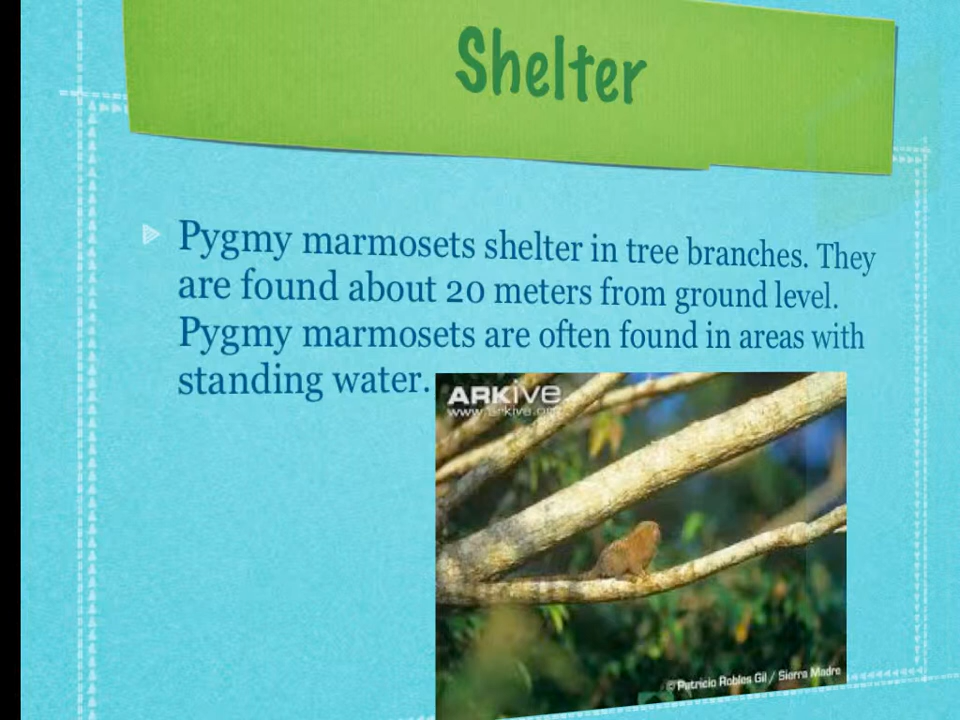 Shelter
Pygmy marmosets shelter in tree branches. They
are found about 20 meters from ground level.
Pygmy marmosets are often found in areas with
standing water.
ARKive
www.arkive.org
© Patricio Robles Gil / Sierra Madre